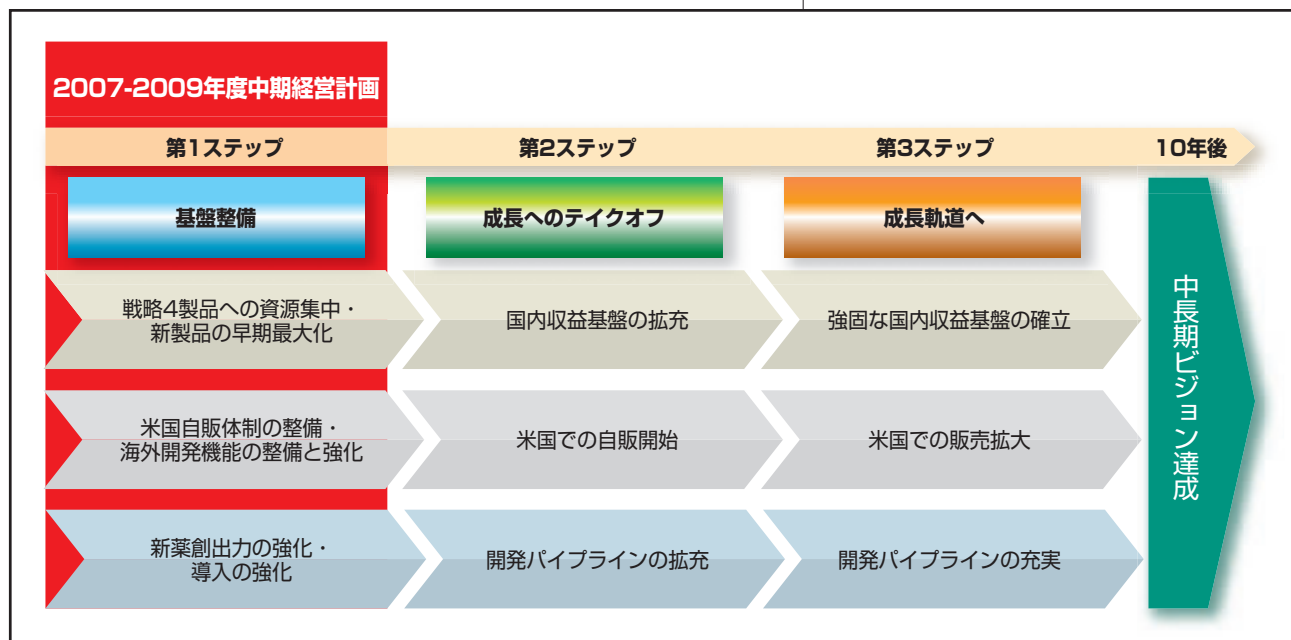 2007-2009年度中期経営計画
第1ステップ
第2ステップ
第3ステップ
10年後
基盤整備
成長へのテイクオフ
成長軌道へ
戦略4製品への資源集中・
新製品の早期最大化
国内収益基盤の拡充
強固な国内収益基盤の確立
米国自販体制の整備・
海外開発機能の整備と強化
米国での自販開始
米国での販売拡大
新薬創出力の強化・
導入の強化
開発パイプラインの拡充
開発パイプラインの充実
中長期ビジョン達成